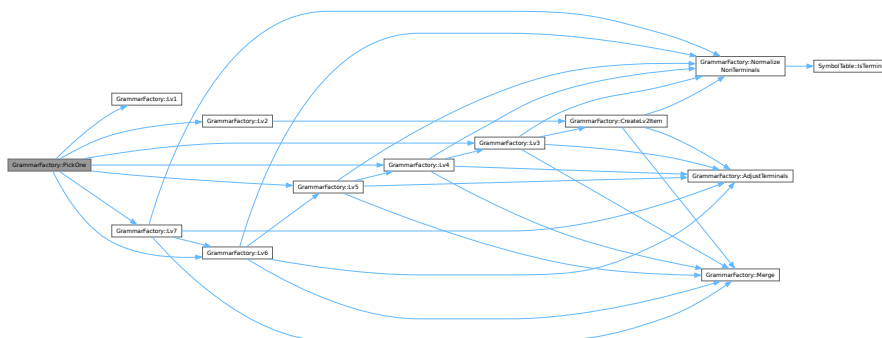 GrammarFactory::Normalize
NonTerminals
SymbolTable::IsTermin
GrammarFactory::Lv1
GrammarFactory::Lv2
GrammarFactory::CreateLv2Item
GrammarFactory::Lv3
GrammarFactory::PickOne
GrammarFactory::Lv4
GrammarFactory::AdjustTerminals
GrammarFactory::Lv5
GrammarFactory::Lv7
GrammarFactory::Lv6
GrammarFactory::Merge